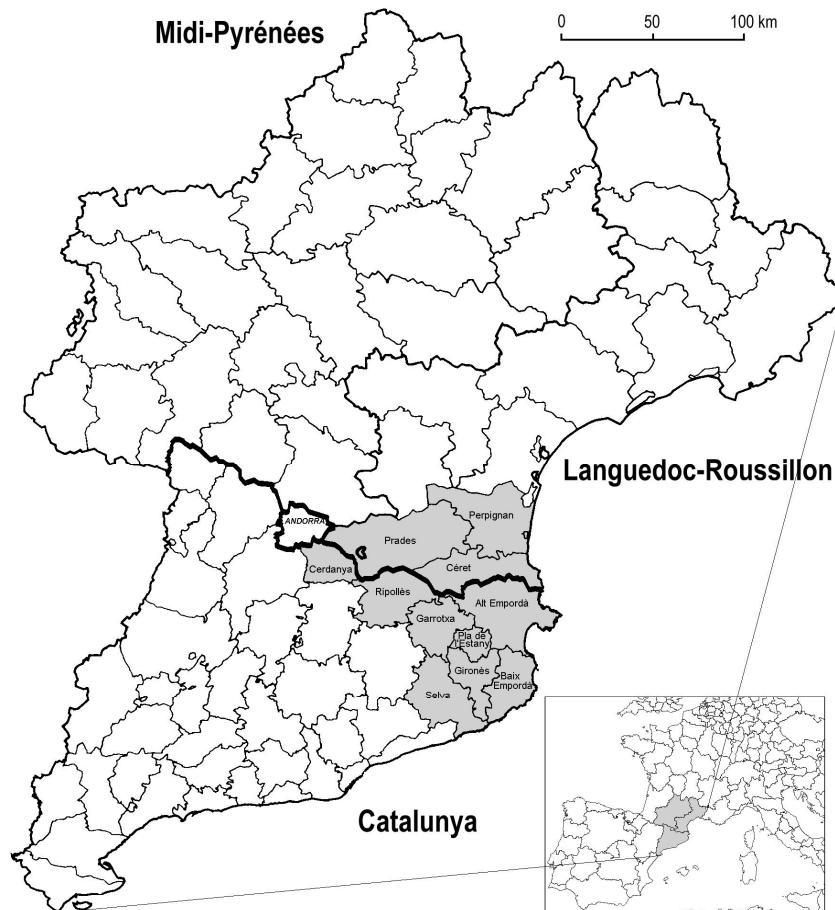 Midi-Pyrénées
0 50 100 km
Languedoc-Roussillon
ANDORRA
Perpignan
Prades
Cerdanya
Céret
Ripollès
Alt Empordà
Garrotxa
Pla de
l'Estany
Gironès
Baix
Empordà
Selva
Catalunya